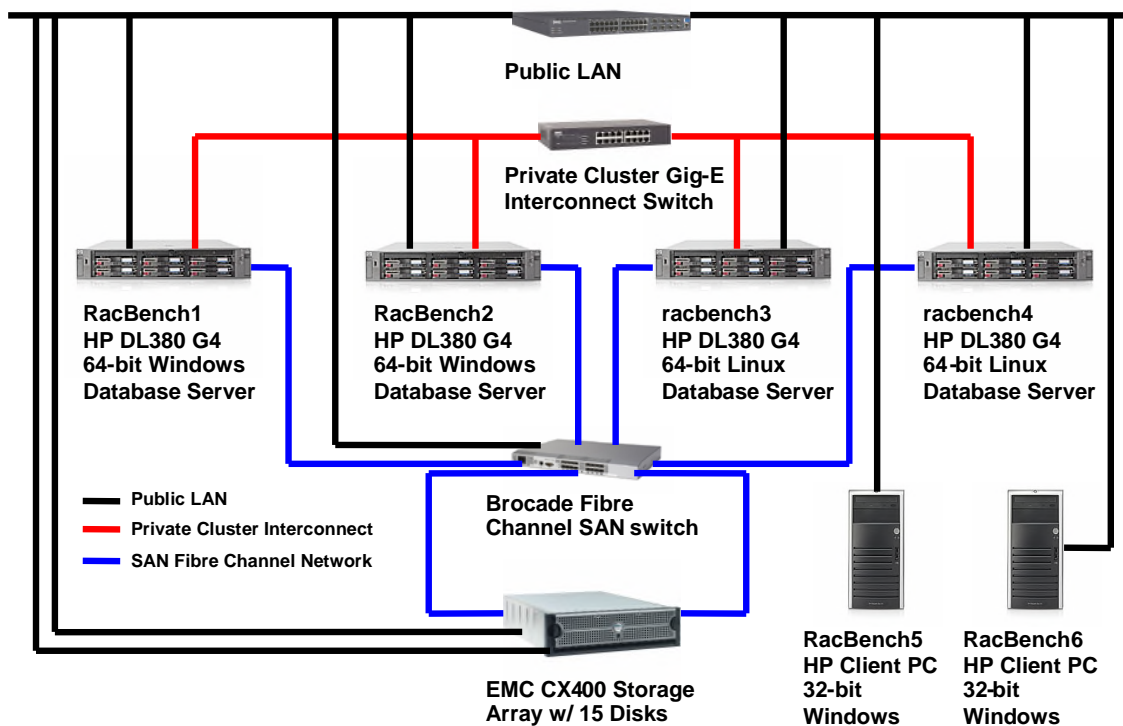 Public LAN
Private Cluster Gig-E
Interconnect Switch
RacBench1
HP DL380 G4
64-bit Windows
Database Server
RacBench2
HP DL380 G4
64-bit Windows
Database Server
racbench3
HP DL380 G4
64-bit Linux
Database Server
racbench4
HP DL380 G4
64-bit Linux
Database Server
Public LAN
Private Cluster Interconnect
SAN Fibre Channel Network
Brocade Fibre
Channel SAN switch
EMC CX400 Storage
Array w/ 15 Disks
RacBench5
HP Client PC
32-bit
Windows
RacBench6
HP Client PC
32-bit
Windows